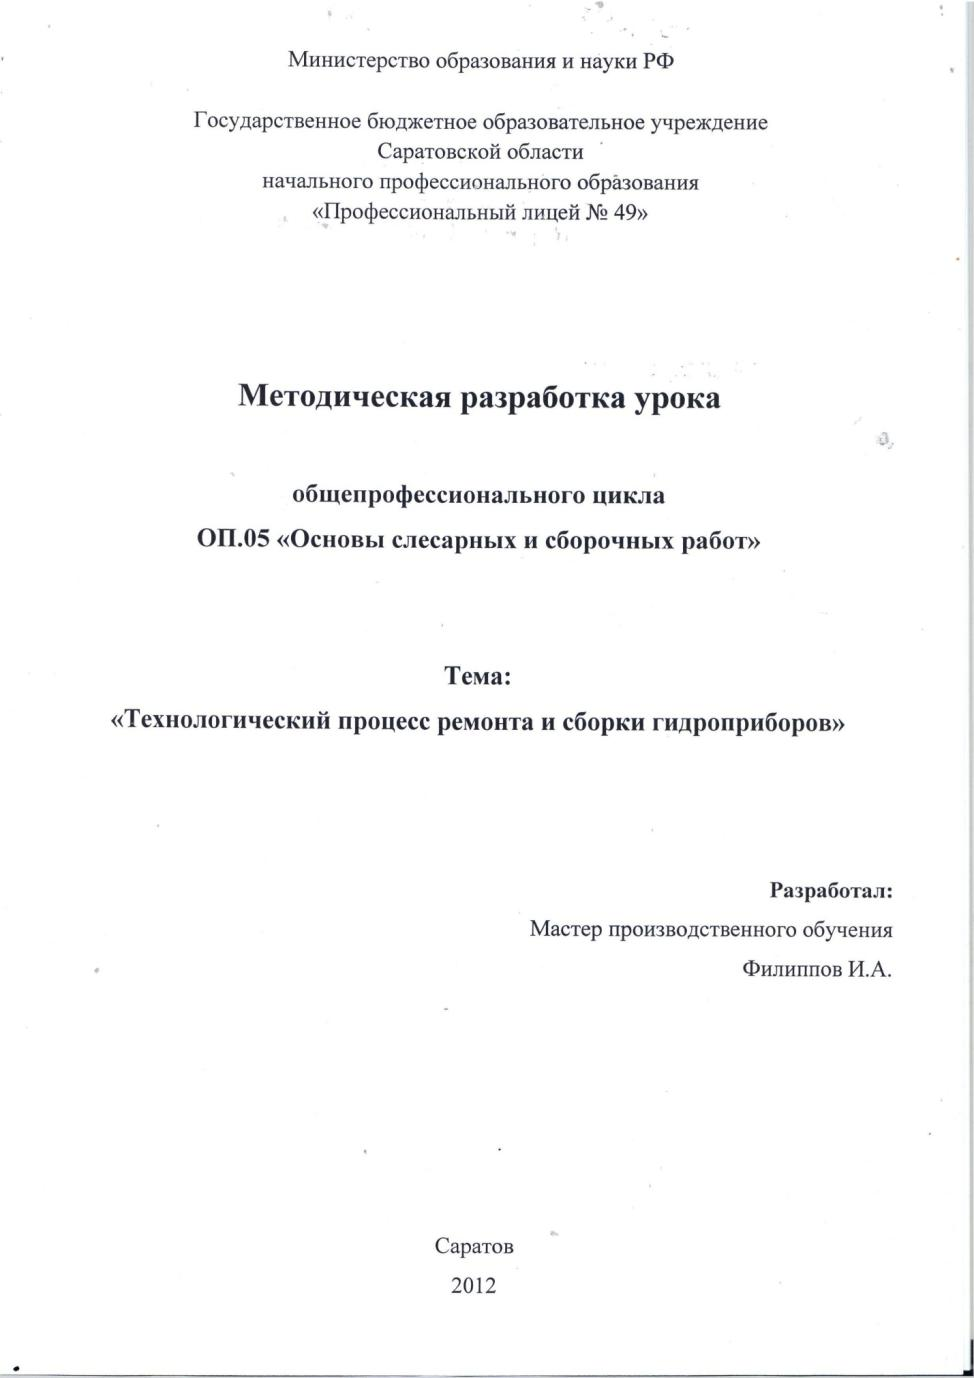 Министерство образования и науки РФ
Государственное бюджетное образовательное учреждение
Саратовской области
начального профессионального образования
«Профессиональный лицей № 49»
Методическая разработка урока
общепрофессионального цикла
ОП.05 «Основы слесарных и сборочных работ»
Тема:
«Технологический процесс ремонта и сборки гидроприборов»
Разработал:
Мастер производственного обучения
Филиппов И.А.
Саратов
2012